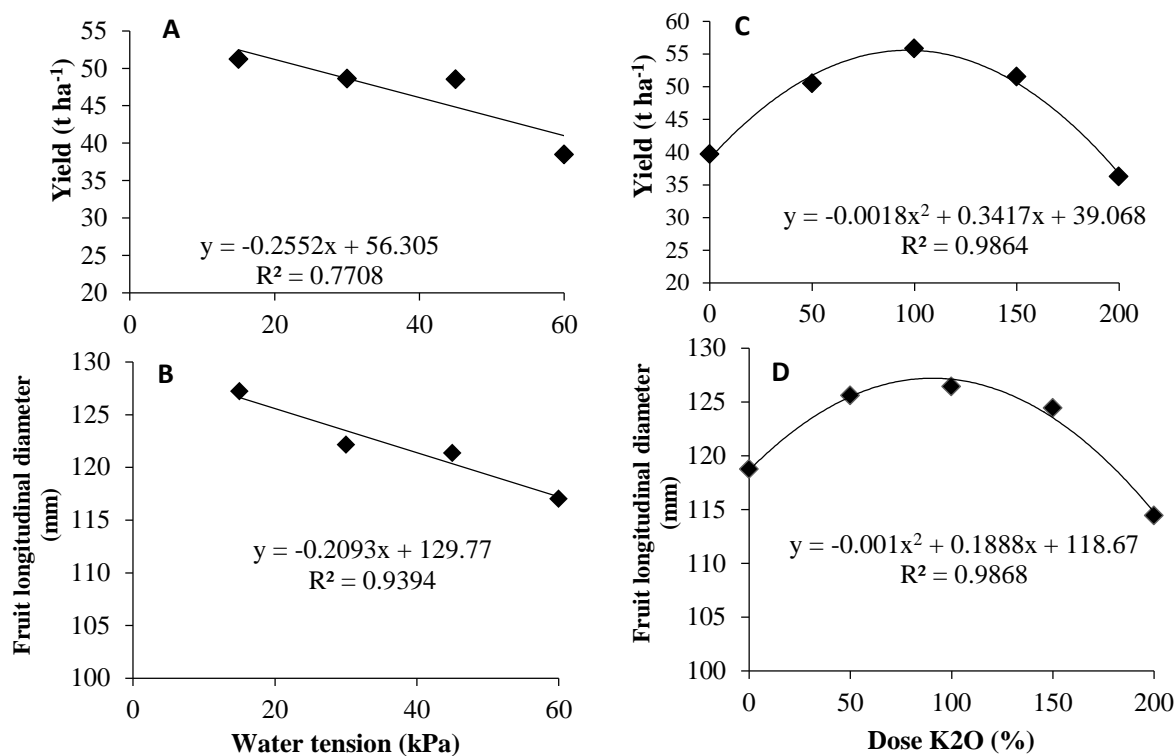 A
Yield (t ha-1)
55
50
45
40
35
30
25
20
y = -0.2552x + 56.305
R² = 0.7708
0
20
40
60
C
Yield (t ha-1)
60
55
50
45
40
35
30
25
20
y = -0.0018x² + 0.3417x + 39.068
R² = 0.9864
0
50
100
150
200
B
Fruit longitudinal diameter
(mm)
130
125
120
115
110
105
100
y = -0.2093x + 129.77
R² = 0.9394
0
20
40
60
Water tension (kPa)
D
Fruit longitudinal diameter
(mm)
130
125
120
115
110
105
100
y = -0.001x² + 0.1888x + 118.67
R² = 0.9868
0
50
100
150
200
Dose K2O (%)